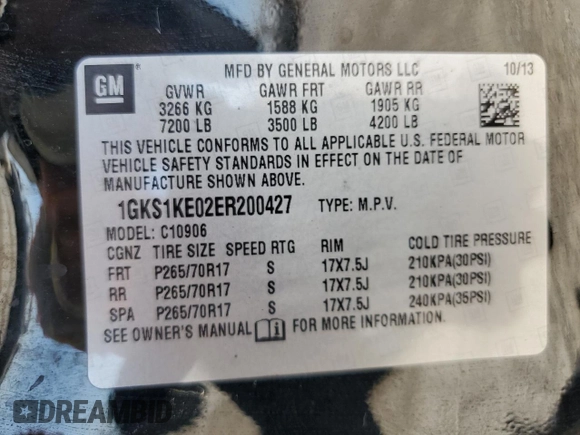 MFD BY GENERAL MOTORS LLC 10/13
GM
GVWR GAWR FRT GAWR RR
3266 KG 1588 KG 1905 KG
7200 LB 3500 LB 4200 LB
THIS VEHICLE CONFORMS TO ALL APPLICABLE U.S. FEDERAL MOTOR
VEHICLE SAFETY STANDARDS IN EFFECT ON THE DATE OF
MANUFACTURE SHOWN ABOVE.
1GKS1KE02ER200427 TYPE: M.P.V.
MODEL: C10906
CGNZ TIRE SIZE SPEED RTG RIM COLD TIRE PRESSURE
FRT P265/70R17 S 17X7.5J 210KPA(30PSI)
RR P265/70R17 S 17X7.5J 210KPA(30PSI)
SPA P265/70R17 S 17X7.5J 240KPA(35PSI)
SEE OWNER'S MANUAL FOR MORE INFORMATION.
DREAMBID